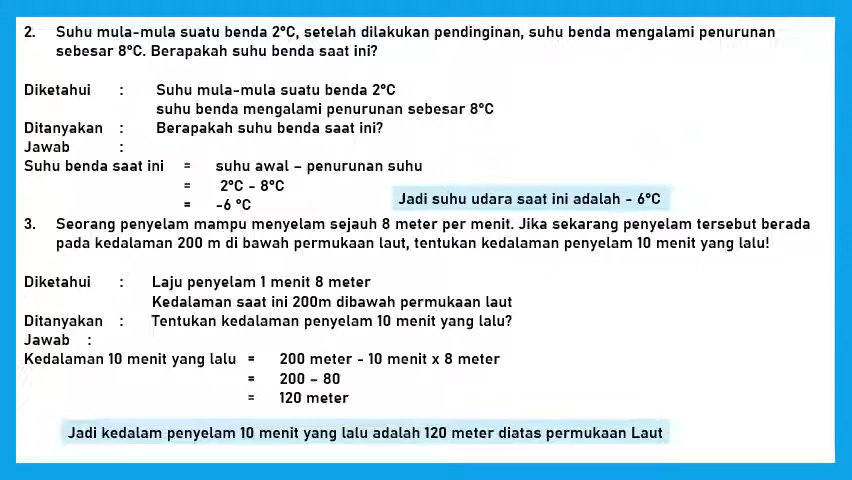 2. Suhu mula-mula suatu benda 2°C, setelah dilakukan pendinginan, suhu benda mengalami penurunan
sebesar 8°C. Berapakah suhu benda saat ini?
Diketahui : Suhu mula-mula suatu benda 2°C
suhu benda mengalami penurunan sebesar 8°C
Ditanyakan : Berapakah suhu benda saat ini?
Jawab :
Suhu benda saat ini = suhu awal – penurunan suhu
= 2°C - 8°C
= -6 °C
Jadi suhu udara saat ini adalah - 6°C
3. Seorang penyelam mampu menyelam sejauh 8 meter per menit. Jika sekarang penyelam tersebut berada
pada kedalaman 200 m di bawah permukaan laut, tentukan kedalaman penyelam 10 menit yang lalu!
Diketahui : Laju penyelam 1 menit 8 meter
Kedalaman saat ini 200m dibawah permukaan laut
Ditanyakan : Tentukan kedalaman penyelam 10 menit yang lalu?
Jawab :
Kedalaman 10 menit yang lalu = 200 meter - 10 menit x 8 meter
= 200 – 80
= 120 meter
Jadi kedalam penyelam 10 menit yang lalu adalah 120 meter diatas permukaan Laut